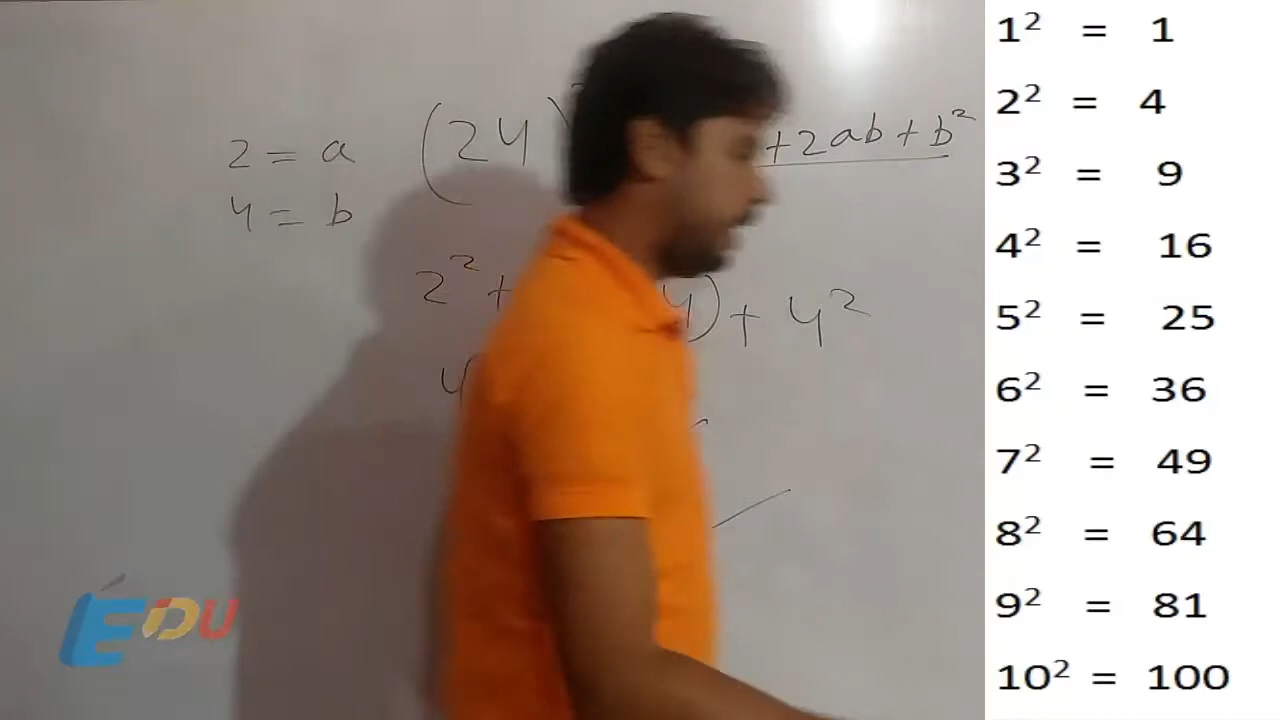 2 = a (24) +2ab+b²
4 = b
2² + 4) + 4²
4
EDU
1² = 1
2² = 4
3² = 9
4² = 16
5² = 25
6² = 36
7² = 49
8² = 64
9² = 81
10² = 100